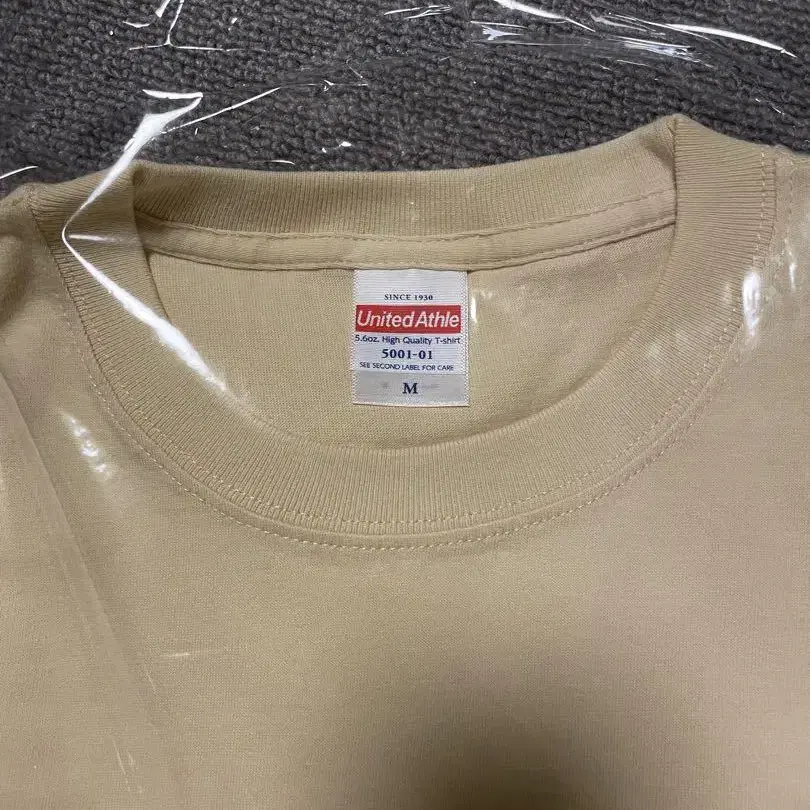 SINCE 1930
United Athle
5.6oz. High Quality T-shirt
5001-01
SEE SECOND LABEL FOR CARE
M